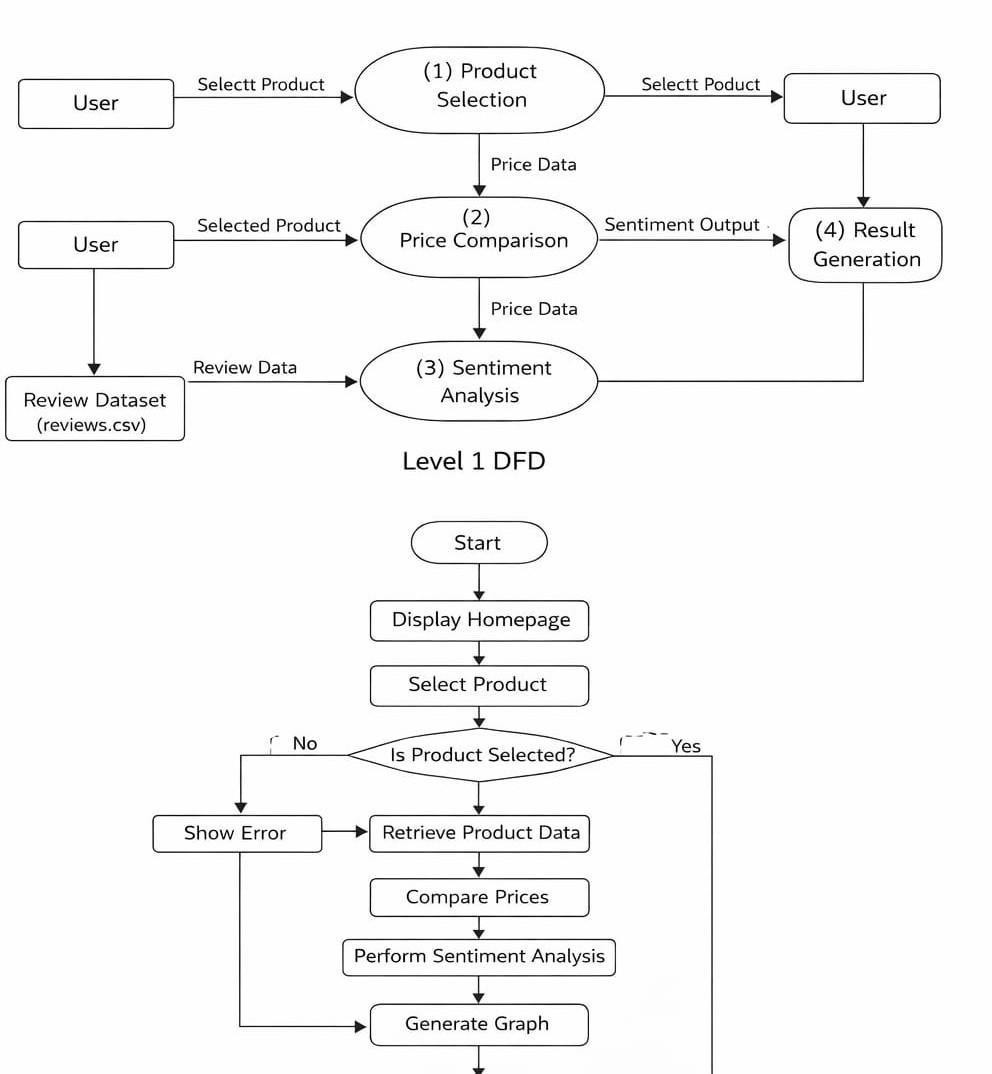 (1) Product
Selection
User
Selectt Product
Selectt Poduct
User
Price Data
User
Selected Product
(2)
Price Comparison
Sentiment Output
(4) Result
Generation
Price Data
Review Dataset
(reviews.csv)
Review Data
(3) Sentiment
Analysis
Level 1 DFD
Start
Display Homepage
Select Product
No
Is Product Selected?
Yes
Show Error
Retrieve Product Data
Compare Prices
Perform Sentiment Analysis
Generate Graph